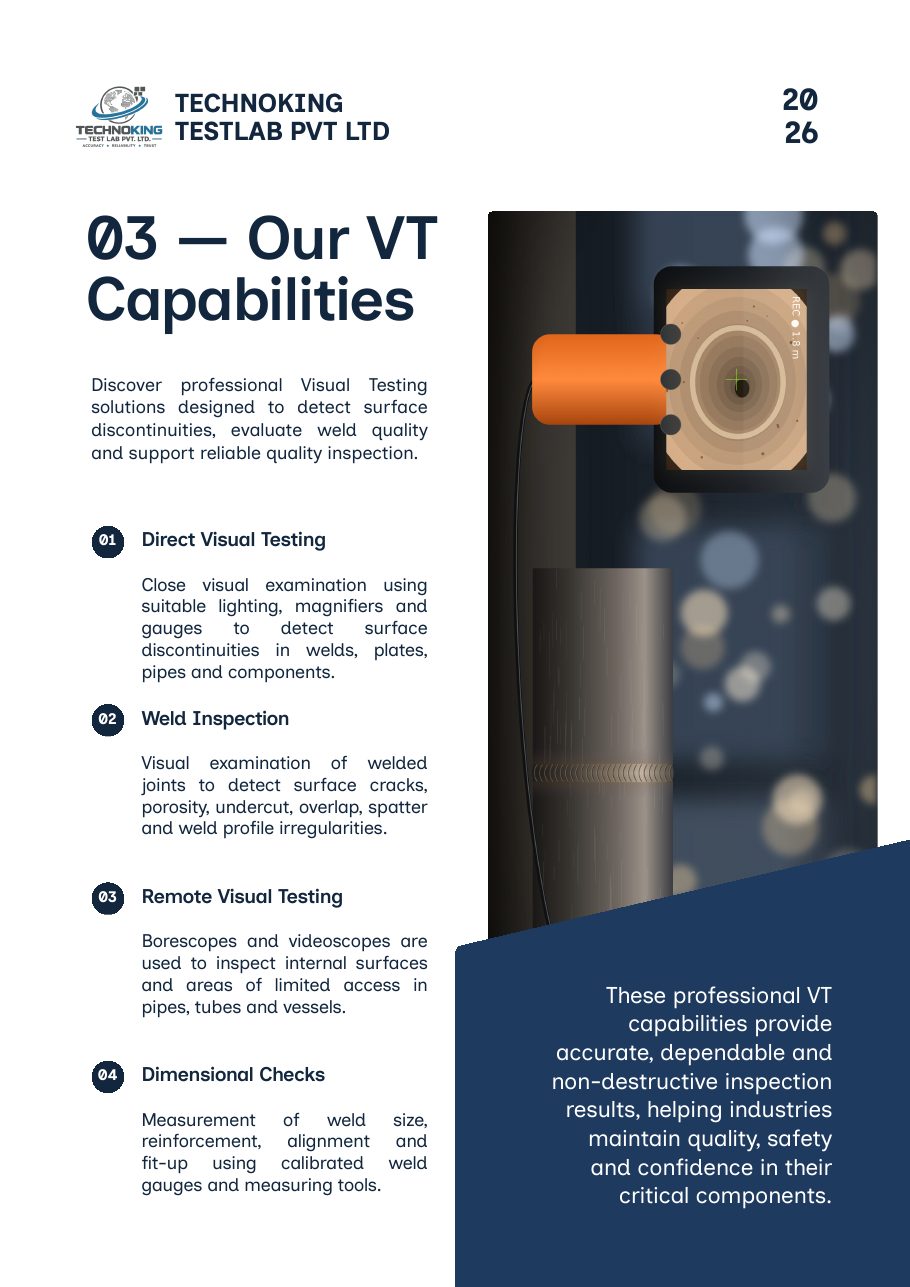 TECHNOKING
TEST LAB PVT. LTD.
ACCURACY • RELIABILITY • TRUST
TECHNOKING
TESTLAB PVT LTD
20
26
03 — Our VT
Capabilities
Discover professional Visual Testing
solutions designed to detect surface
discontinuities, evaluate weld quality
and support reliable quality inspection.
01 Direct Visual Testing
Close visual examination using
suitable lighting, magnifiers and
gauges to detect surface
discontinuities in welds, plates,
pipes and components.
02 Weld Inspection
Visual examination of welded
joints to detect surface cracks,
porosity, undercut, overlap, spatter
and weld profile irregularities.
03 Remote Visual Testing
Borescopes and videoscopes are
used to inspect internal surfaces
and areas of limited access in
pipes, tubes and vessels.
04 Dimensional Checks
Measurement of weld size,
reinforcement, alignment and
fit-up using calibrated weld
gauges and measuring tools.
REC ● 1.8 m
These professional VT
capabilities provide
accurate, dependable and
non-destructive inspection
results, helping industries
maintain quality, safety
and confidence in their
critical components.